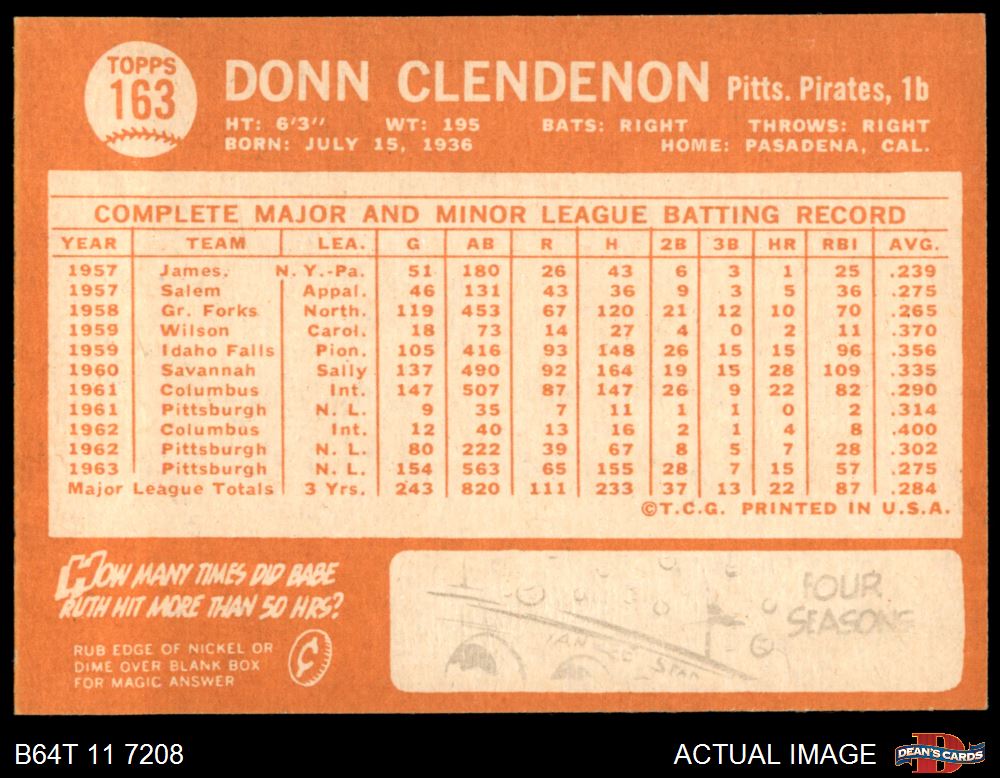 TOPPS
163
DONN CLENDENON Pitts. Pirates, 1b
HT: 6'3" WT: 195 BATS: RIGHT THROWS: RIGHT
BORN: JULY 15, 1936 HOME: PASADENA, CAL.
COMPLETE MAJOR AND MINOR LEAGUE BATTING RECORD
YEAR TEAM LEA. G AB R H 2B 3B HR RBI AVG.
1957 James. N. Y.-Pa. 51 180 26 43 6 3 1 25 .239
1957 Salem Appal. 46 131 43 36 9 3 5 36 .275
1958 Gr. Forks North. 119 453 67 120 21 12 10 70 .265
1959 Wilson Carol. 18 73 14 27 4 0 2 11 .370
1959 Idaho Falls Pion. 105 416 93 148 26 15 15 96 .356
1960 Savannah Sally 137 490 92 164 19 15 28 109 .335
1961 Columbus Int. 147 507 87 147 26 9 22 82 .290
1961 Pittsburgh N. L. 9 35 7 11 1 1 0 2 .314
1962 Columbus Int. 12 40 13 16 2 1 4 8 .400
1962 Pittsburgh N. L. 80 222 39 67 8 5 7 28 .302
1963 Pittsburgh N. L. 154 563 65 155 28 7 15 57 .275
Major League Totals 3 Yrs. 243 820 111 233 37 13 22 87 .284
©T.C.G. PRINTED IN U.S.A.
HOW MANY TIMES DID BABE
RUTH HIT MORE THAN 50 HRS?
RUB EDGE OF NICKEL OR
DIME OVER BLANK BOX
FOR MAGIC ANSWER
FOUR
SEASONS
B64T 11 7208 ACTUAL IMAGE
DEAN'S CARDS